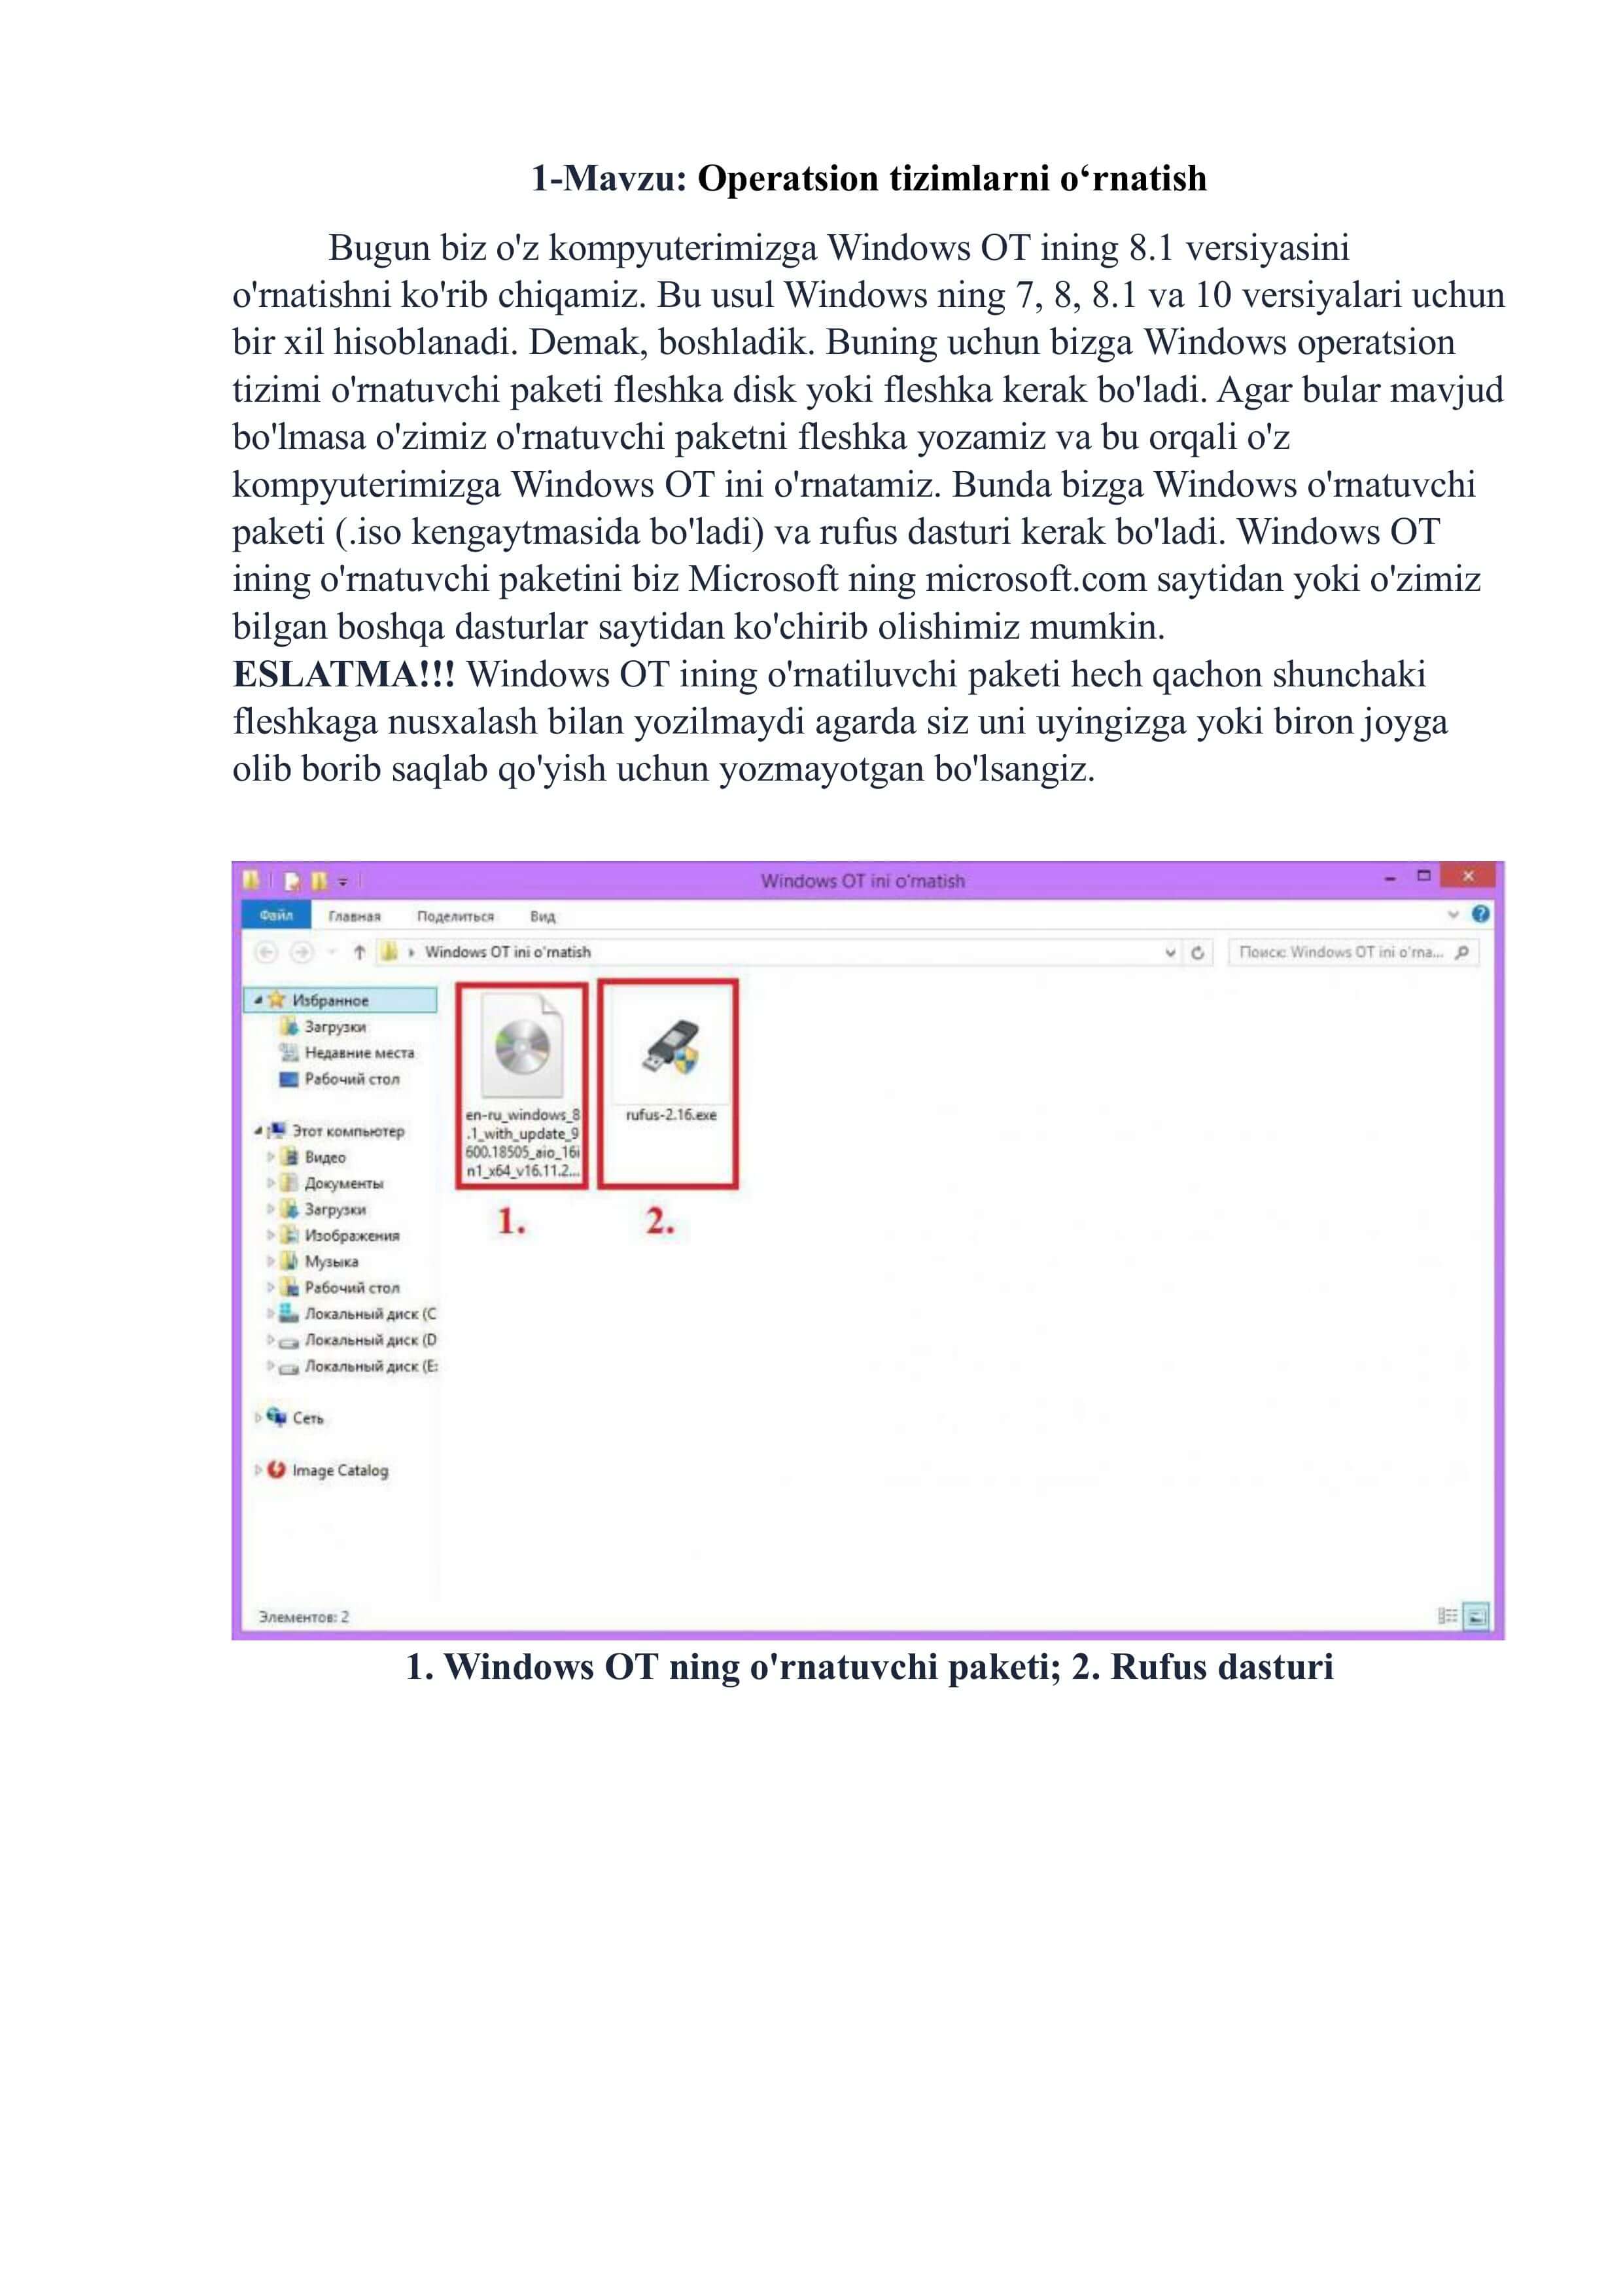 1-Mavzu: Operatsion tizimlarni o‘rnatish
Bugun biz o'z kompyuterimizga Windows OT ining 8.1 versiyasini
o'rnatishni ko'rib chiqamiz. Bu usul Windows ning 7, 8, 8.1 va 10 versiyalari uchun
bir xil hisoblanadi. Demak, boshladik. Buning uchun bizga Windows operatsion
tizimi o'rnatuvchi paketi fleshka disk yoki fleshka kerak bo'ladi. Agar bular mavjud
bo'lmasa o'zimiz o'rnatuvchi paketni fleshka yozamiz va bu orqali o'z
kompyuterimizga Windows OT ini o'rnatamiz. Bunda bizga Windows o'rnatuvchi
paketi (.iso kengaytmasida bo'ladi) va rufus dasturi kerak bo'ladi. Windows OT
ining o'rnatuvchi paketini biz Microsoft ning microsoft.com saytidan yoki o'zimiz
bilgan boshqa dasturlar saytidan ko'chirib olishimiz mumkin.
ESLATMA!!! Windows OT ining o'rnatiluvchi paketi hech qachon shunchaki
fleshkaga nusxalash bilan yozilmaydi agarda siz uni uyingizga yoki biron joyga
olib borib saqlab qo'yish uchun yozmayotgan bo'lsangiz.
Windows OT ini o'rnatish
Файл Главная Поделиться Вид
Windows OT ini o'rnatish
Поиск: Windows OT ini o'rna...
Избранное
Загрузки
Недавние места
Рабочий стол
Этот компьютер
Видео
Документы
Загрузки
Изображения
Музыка
Рабочий стол
Локальный диск (C
Локальный диск (D
Локальный диск (E:
Сеть
Image Catalog
en-ru_windows_8
.1_with_update_9
600.18505_aio_16i
n1_x64_v16.11.2...
rufus-2.16.exe
1.
2.
Элементов: 2
1. Windows OT ning o'rnatuvchi paketi; 2. Rufus dasturi